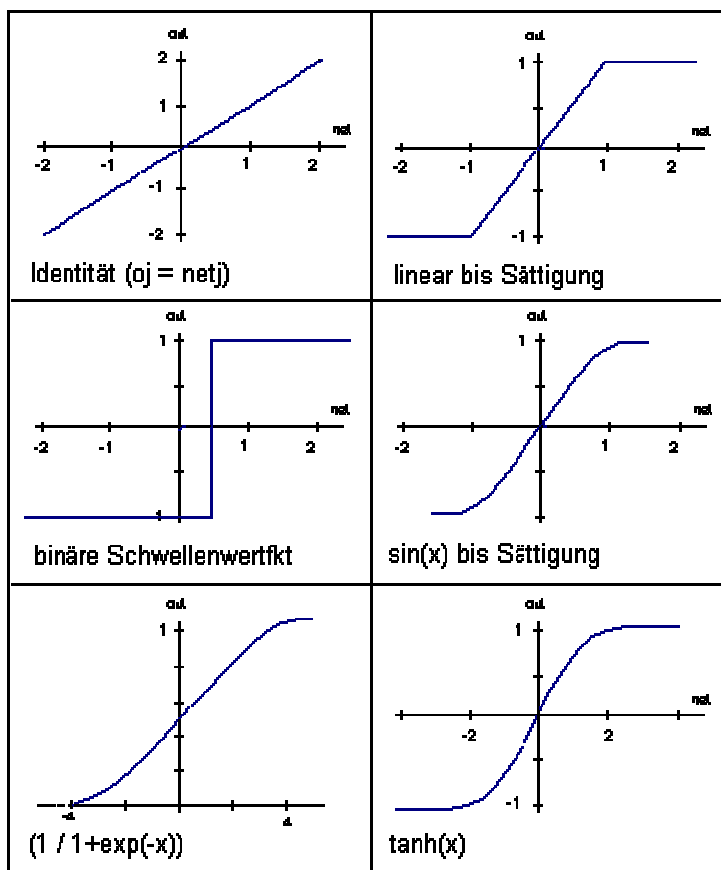 out
2
1
net
-2 -1 1 2
-1
-2
Identität (oj = netj)
out
1
net
-2 -1 1 2
-1
linear bis Sättigung
out
1
net
-2 -1 1 2
-1
binäre Schwellenwertfkt
out
1
net
-2 -1 1 2
sin(x) bis Sättigung
out
1
-4 4
(1 / 1+exp(-x))
out
1
net
-2 2
-1
tanh(x)